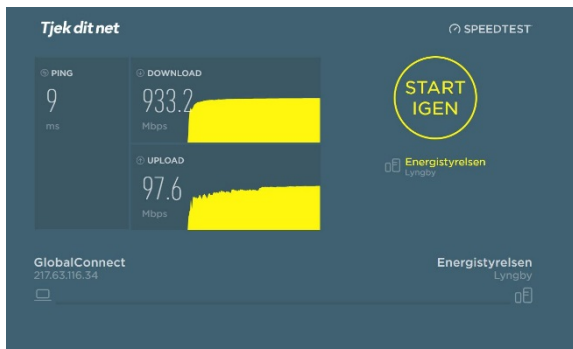 Tjek dit net
SPEEDTEST
PING
9
ms
DOWNLOAD
933.2
Mbps
UPLOAD
97.6
Mbps
START
IGEN
Energistyrelsen
Lyngby
GlobalConnect
217.63.116.34
Energistyrelsen
Lyngby